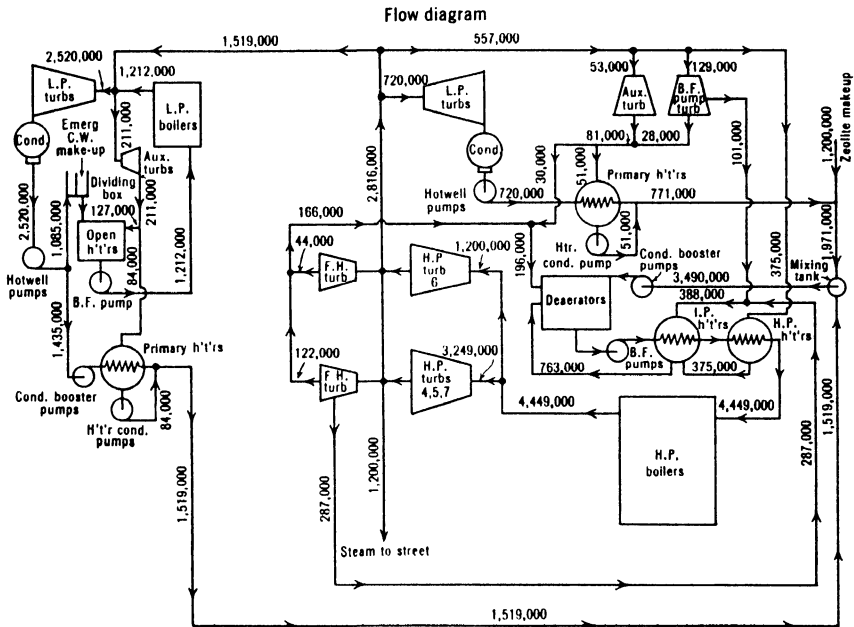 Flow diagram
1,519,000
557,000
2,520,000
1,212,000
L.P.
turbs
L.P.
boilers
Cond.
Emerg
C.W.
make-up
211,000
Aux.
turbs
Dividing
box
127,000
211,000
Open
h't'rs
2,520,000
1,085,000
84,000
1,212,000
Hotwell
pumps
B.F. pump
1,435,000
Primary h't'rs
Cond. booster
pumps
H't'r cond.
pumps
84,000
1,519,000
720,000
L.P.
turbs
Cond
Hotwell
pumps
720,000
2,816,000
53,000
129,000
Aux.
turb
B.F.
pump
turb
81,000
28,000
30,000
51,000
Primary h't'rs
771,000
51,000
Htr.
cond. pump
101,000
375,000
Zeolite makeup
1,200,000
1,971,000
166,000
44,000
F.H.
turb
H.P
turb
6
1,200,000
196,000
Cond.
booster
pumps
3,490,000
Mixing
tank
388,000
Deaerators
I.P.
h't'rs
H.P.
h't'rs
B.F.
pumps
763,000
375,000
122,000
F.H.
turb
H.P.
turbs
4,5,7
3,249,000
4,449,000
4,449,000
H.P.
boilers
287,000
1,200,000
287,000
1,519,000
Steam to street
1,519,000